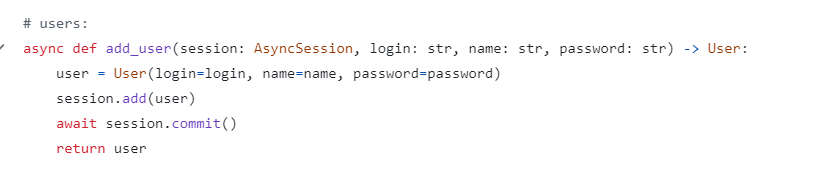 # users:
async def add_user(session: AsyncSession, login: str, name: str, password: str) -> User:
    user = User(login=login, name=name, password=password)
    session.add(user)
    await session.commit()
    return user